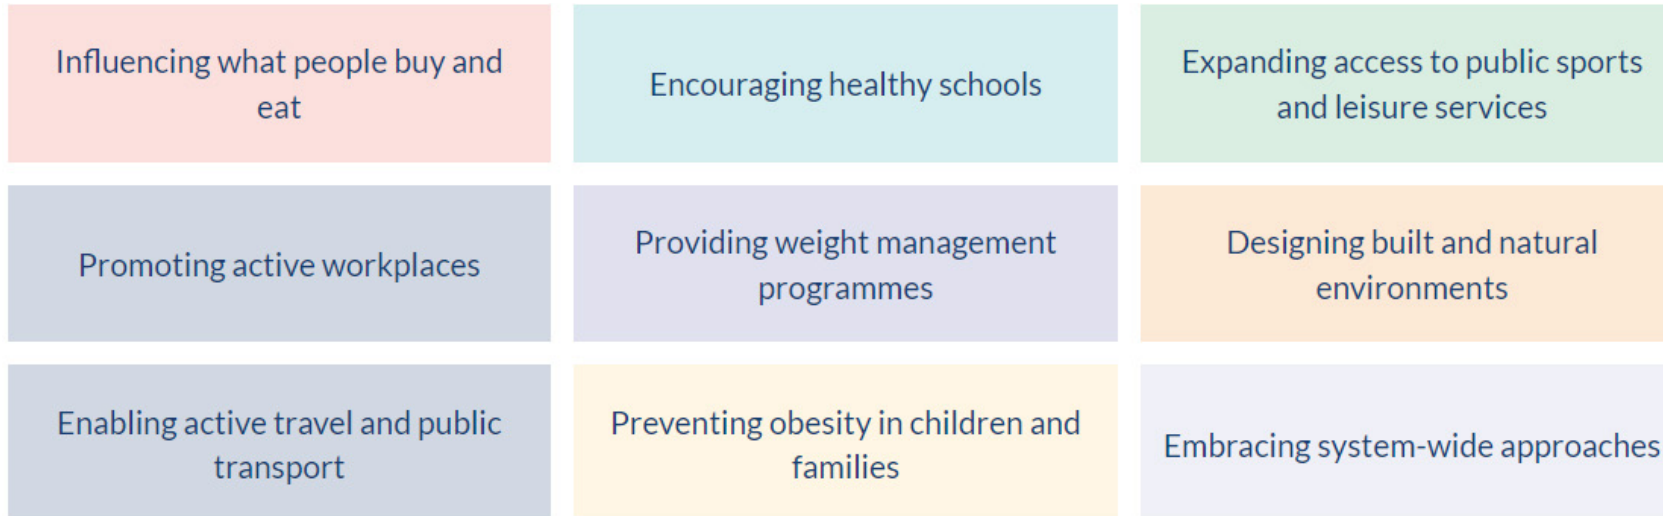 Influencing what people buy and
eat
Encouraging healthy schools
Expanding access to public sports
and leisure services
Promoting active workplaces
Providing weight management
programmes
Designing built and natural
environments
Enabling active travel and public
transport
Preventing obesity in children and
families
Embracing system-wide approaches